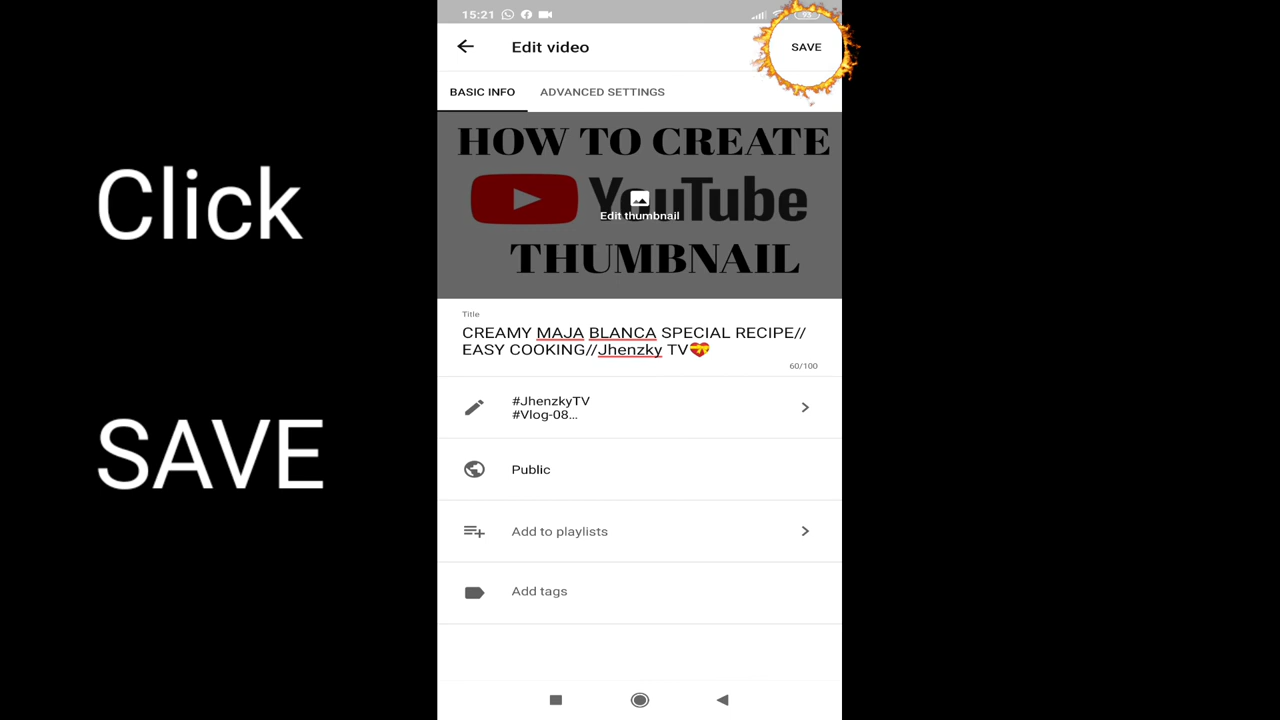 Click
SAVE
15:21
93
Edit video
SAVE
BASIC INFO
ADVANCED SETTINGS
HOW TO CREATE
YouTube
Edit thumbnail
THUMBNAIL
Title
CREAMY MAJA BLANCA SPECIAL RECIPE//
EASY COOKING//Jhenzky TV💝
60/100
#JhenzkyTV
#Vlog-08...
Public
Add to playlists
Add tags